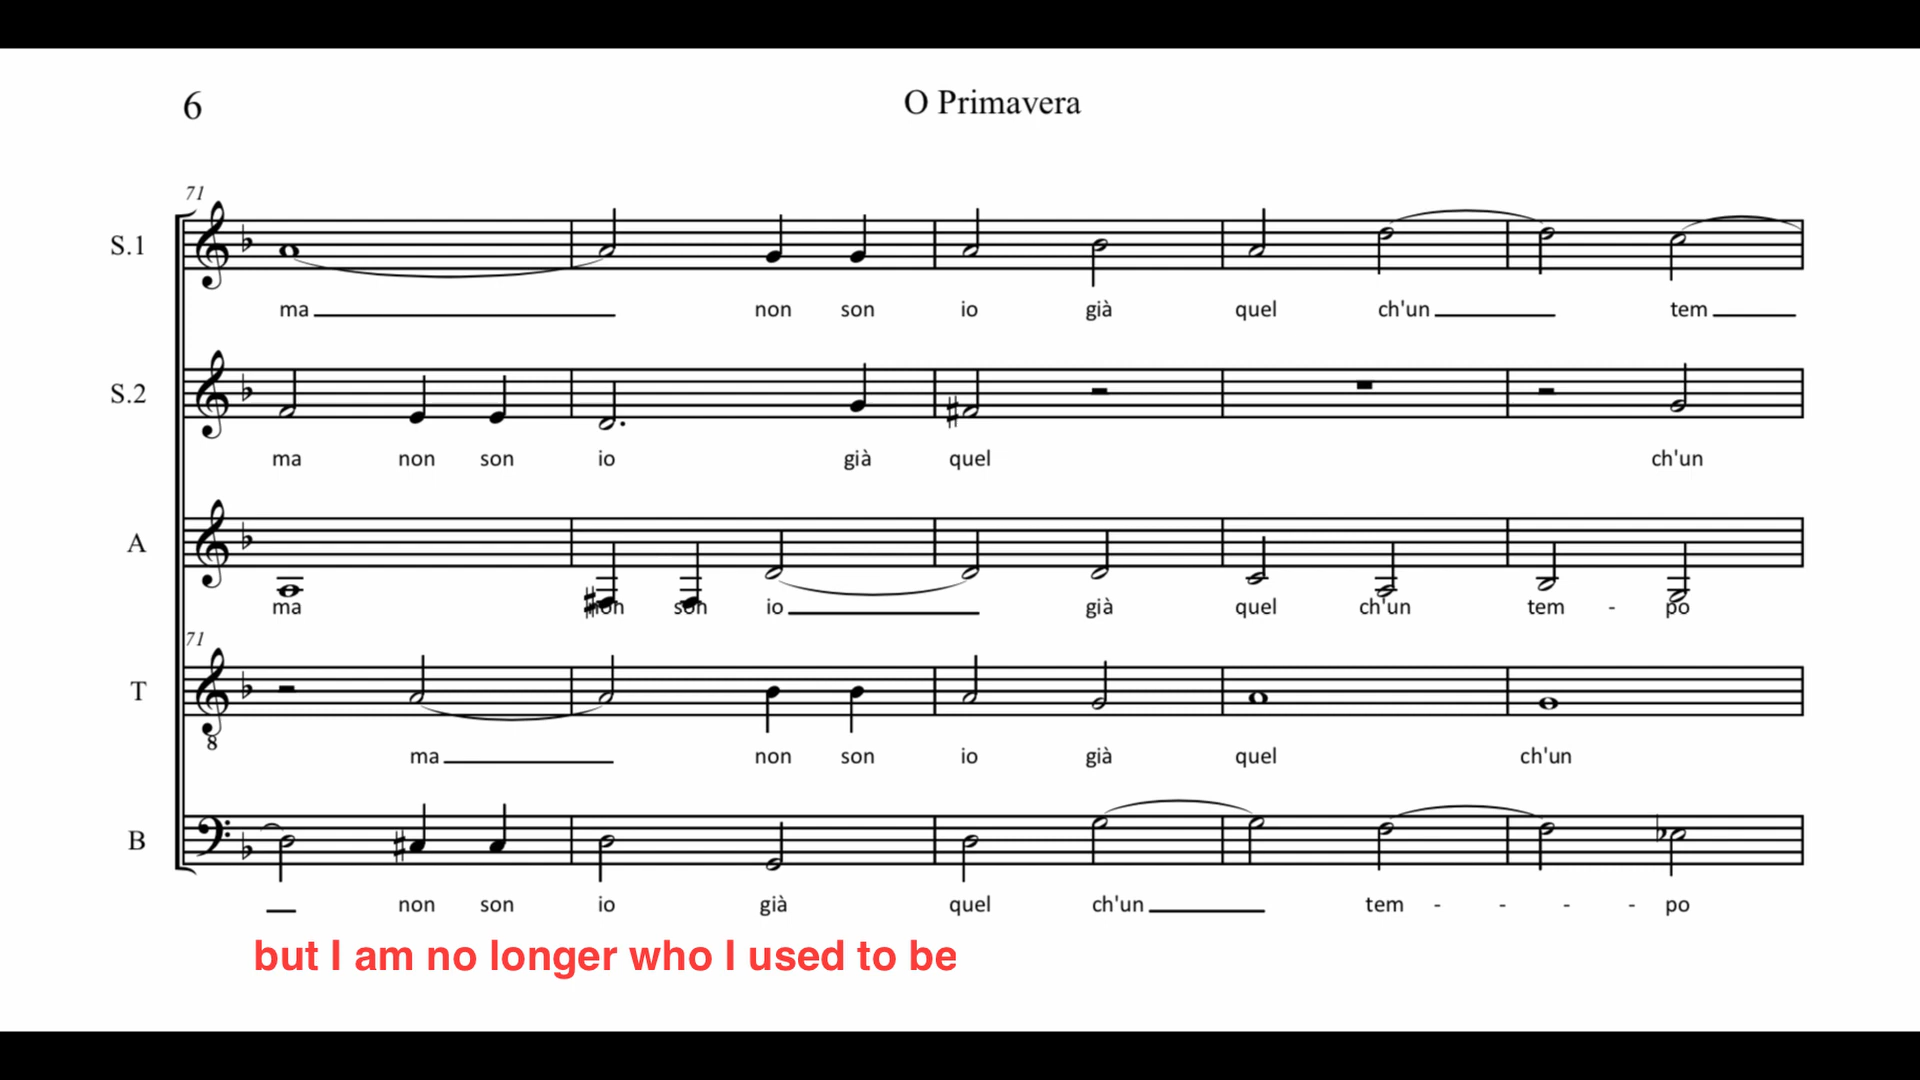 6
O Primavera
71
S.1
ma non son io già quel ch'un tem
S.2
ma non son io già quel ch'un
A
ma non son io già quel ch'un tem - po
71
T
8
ma non son io già quel ch'un
B
non son io già quel ch'un tem - - - - po
but I am no longer who I used to be